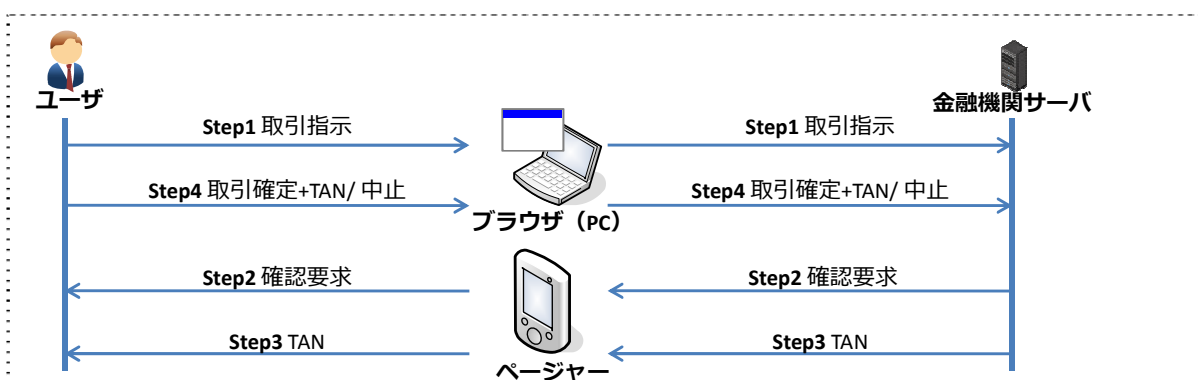 ユーザ
金融機関サーバ
Step1 取引指示
Step1 取引指示
Step4 取引確定+TAN/ 中止
Step4 取引確定+TAN/ 中止
ブラウザ（PC）
Step2 確認要求
Step2 確認要求
Step3 TAN
Step3 TAN
ページャー